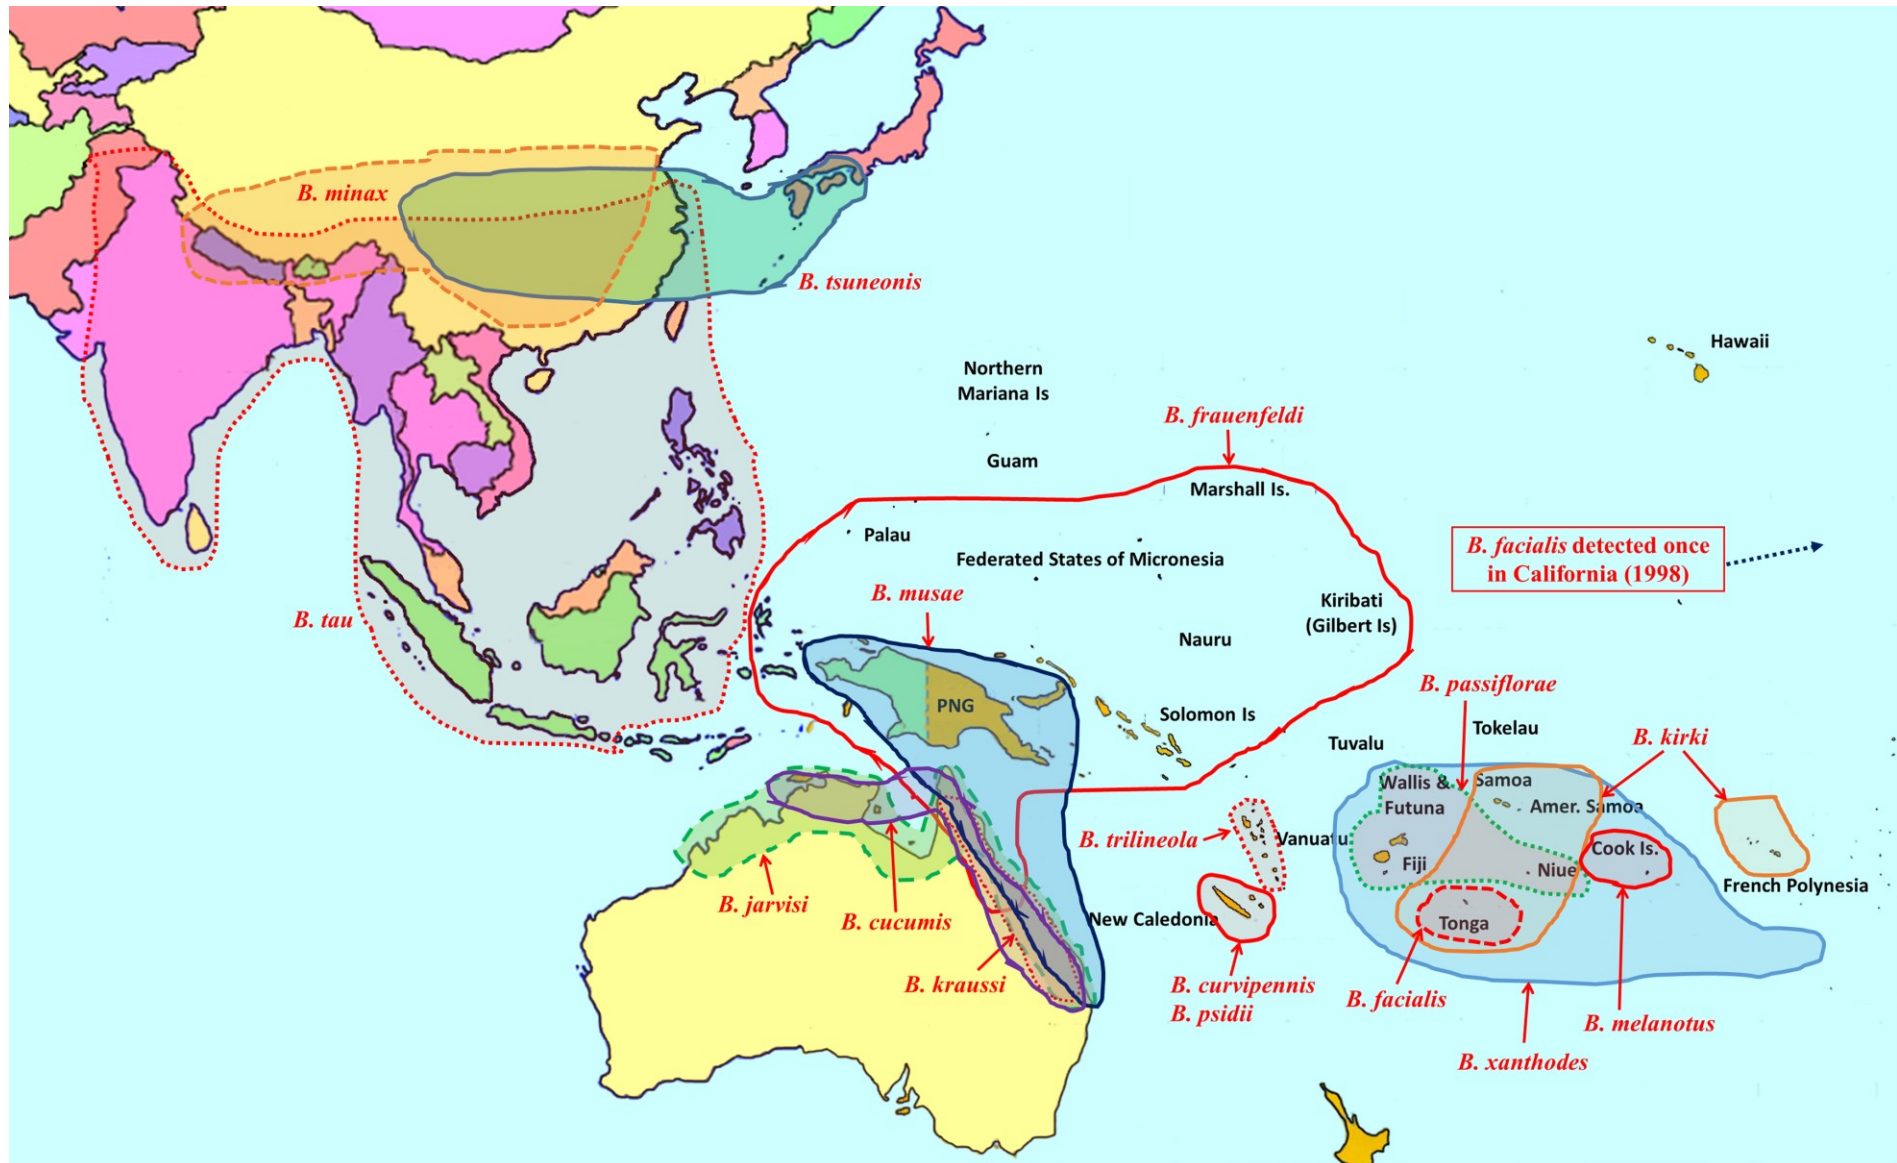 B. minax
B. tsuneonis
Hawaii
Northern
Mariana Is
B. frauenfeldi
Guam
Marshall Is.
Palau
B. facialis detected once
in California (1998)
Federated States of Micronesia
B. musae
Kiribati
(Gilbert Is)
B. tau
Nauru
B. passiflorae
PNG
Solomon Is
Tokelau
Tuvalu
B. kirki
Wallis &
Futuna
Samoa
Amer. Samoa
B. trilineola
Vanuatu
Cook Is.
Fiji
Niue
French Polynesia
B. jarvisi
B. cucumis
New Caledonia
Tonga
B. kraussi
B. curvipennis
B. psidii
B. facialis
B. melanotus
B. xanthodes